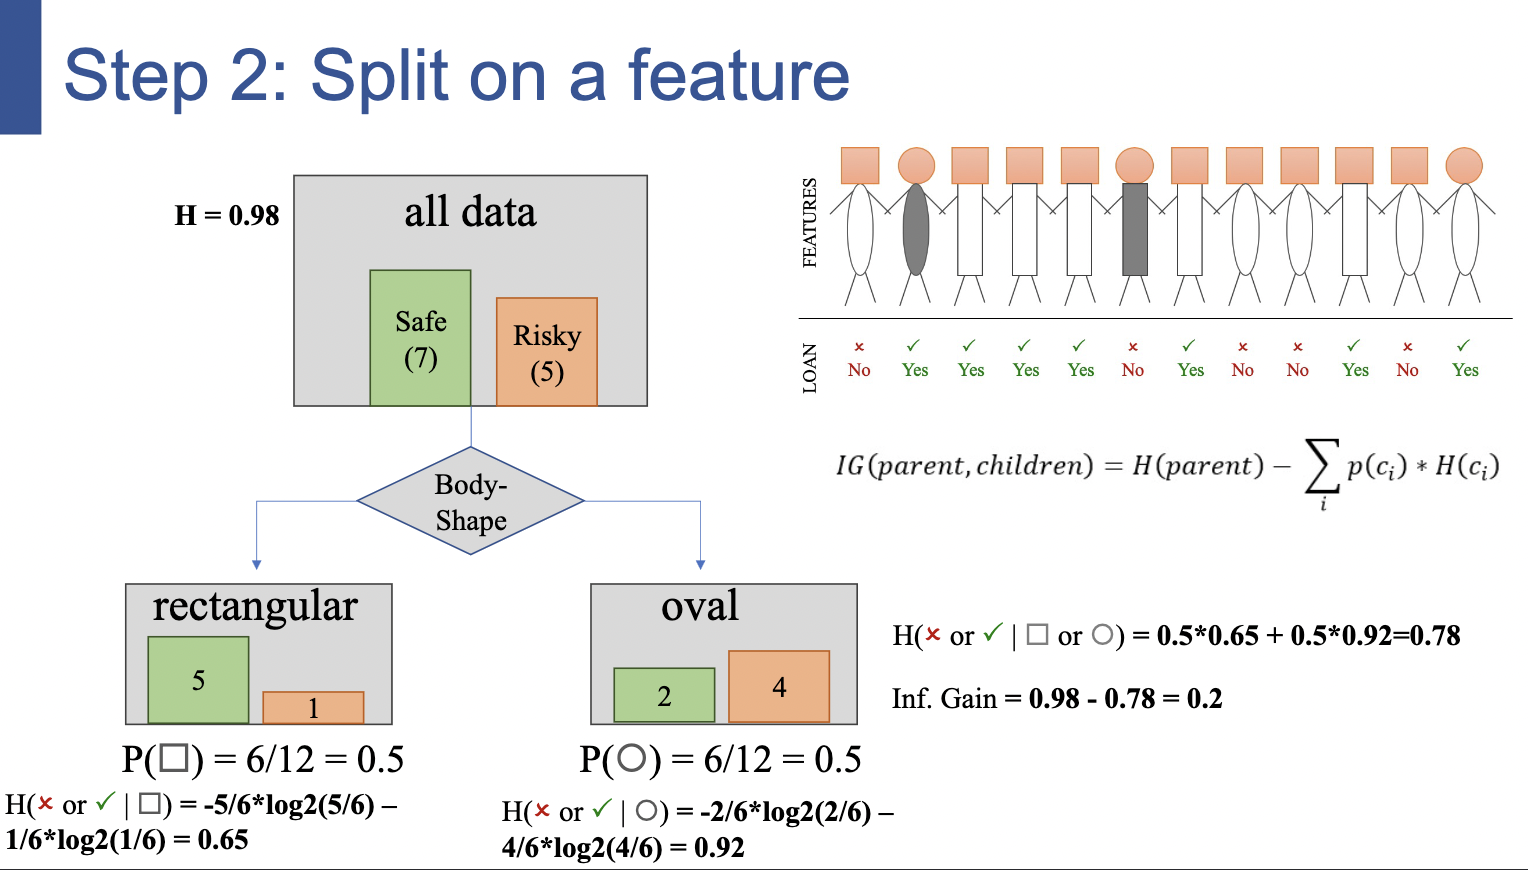 Step 2: Split on a feature
H = 0.98
all data
Safe
(7)
Risky
(5)
Body-
Shape
rectangular
5
1
P(□) = 6/12 = 0.5
H(✗ or ✓ | □) = -5/6*log2(5/6) –
1/6*log2(1/6) = 0.65
oval
2
4
P(○) = 6/12 = 0.5
H(✗ or ✓ | ○) = -2/6*log2(2/6) –
4/6*log2(4/6) = 0.92
FEATURES
LOAN
✗ ✓ ✓ ✓ ✓ ✗ ✓ ✗ ✗ ✓ ✗ ✓
No Yes Yes Yes Yes No Yes No No Yes No Yes
IG(parent, children) = H(parent) − ∑ p(cᵢ) * H(cᵢ)
i
H(✗ or ✓ | □ or ○) = 0.5*0.65 + 0.5*0.92=0.78
Inf. Gain = 0.98 - 0.78 = 0.2